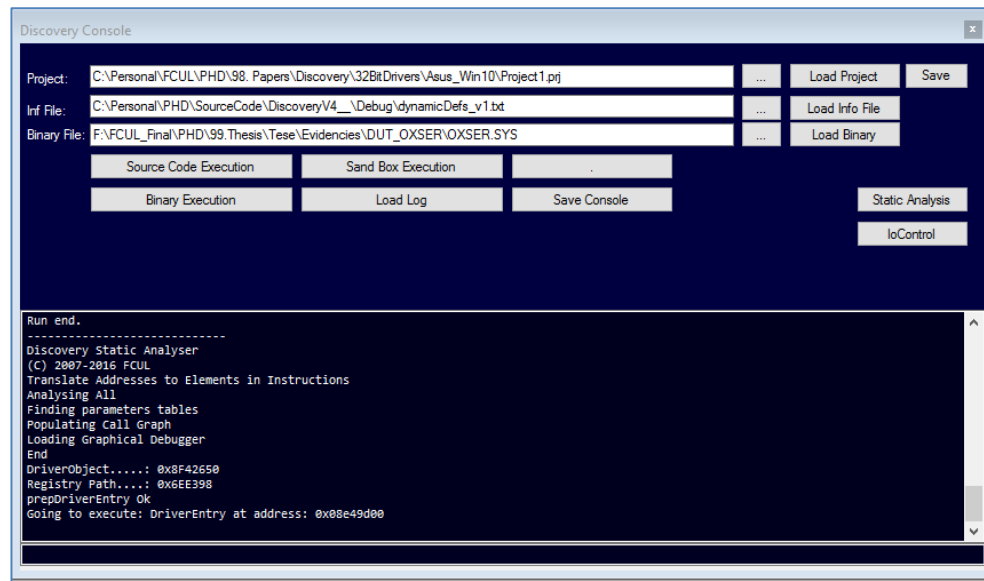 Discovery Console
x
Project: C:\Personal\FCUL\PHD\98. Papers\Discovery\32BitDrivers\Asus_Win10\Project1.prj ... Load Project Save
Inf File: C:\Personal\PHD\SourceCode\DiscoveryV4__\Debug\dynamicDefs_v1.txt ... Load Info File
Binary File: F:\FCUL_Final\PHD\99.Thesis\Tese\Evidencies\DUT_OXSER\OXSER.SYS ... Load Binary
Source Code Execution Sand Box Execution .
Binary Execution Load Log Save Console Static Analysis
IoControl
Run end.
-----------------------------
Discovery Static Analyser
(C) 2007-2016 FCUL
Translate Addresses to Elements in Instructions
Analysing All
Finding parameters tables
Populating Call Graph
Loading Graphical Debugger
End
DriverObject.....: 0x8F42650
Registry Path....: 0x6EE398
prepDriverEntry Ok
Going to execute: DriverEntry at address: 0x08e49d00